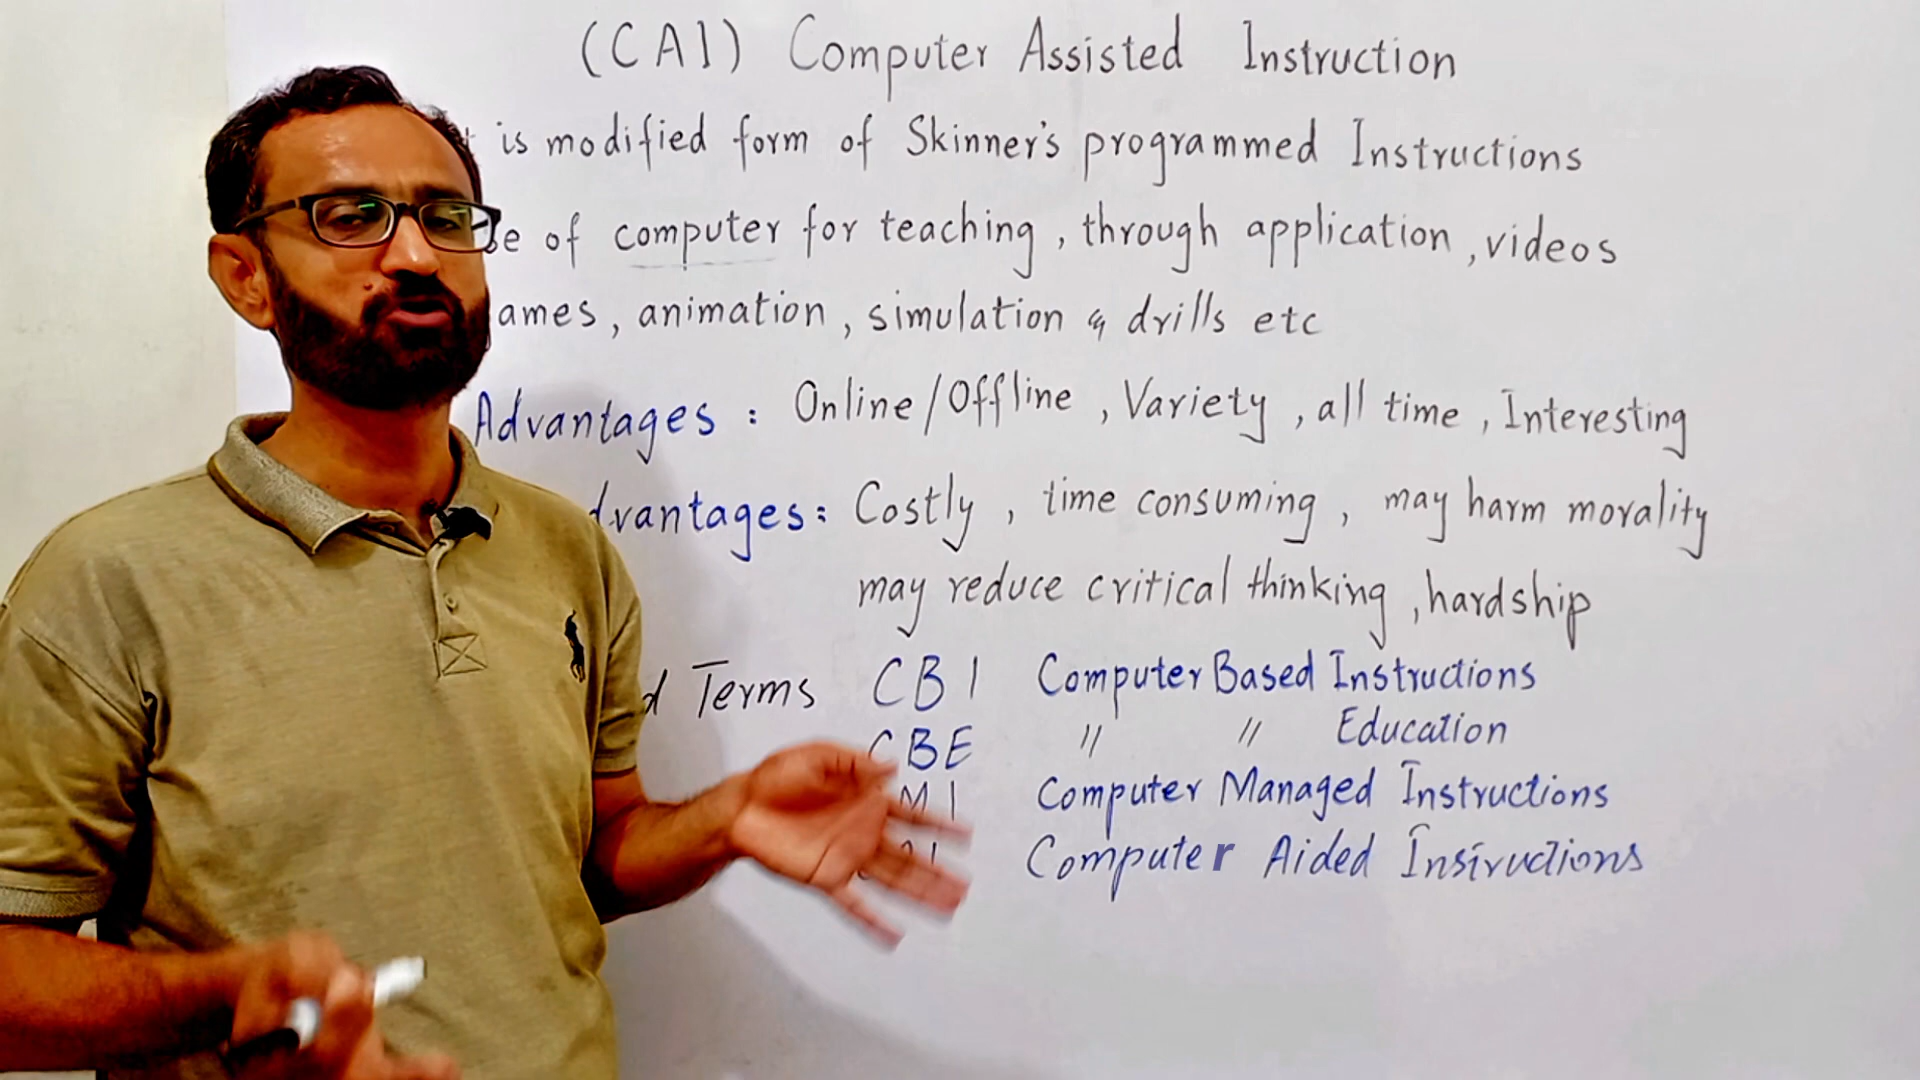 (CAI) Computer Assisted Instruction
is modified form of Skinner's programmed Instructions
of computer for teaching, through application, videos
animation, simulation & drills etc
Advantages: Online/Offline, Variety, all time, Interesting
Costly, time consuming, may harm morality
may reduce critical thinking, hardship
Terms CBI Computer Based Instructions
CBE " " Education
Computer Managed Instructions
Computer Aided Instructions